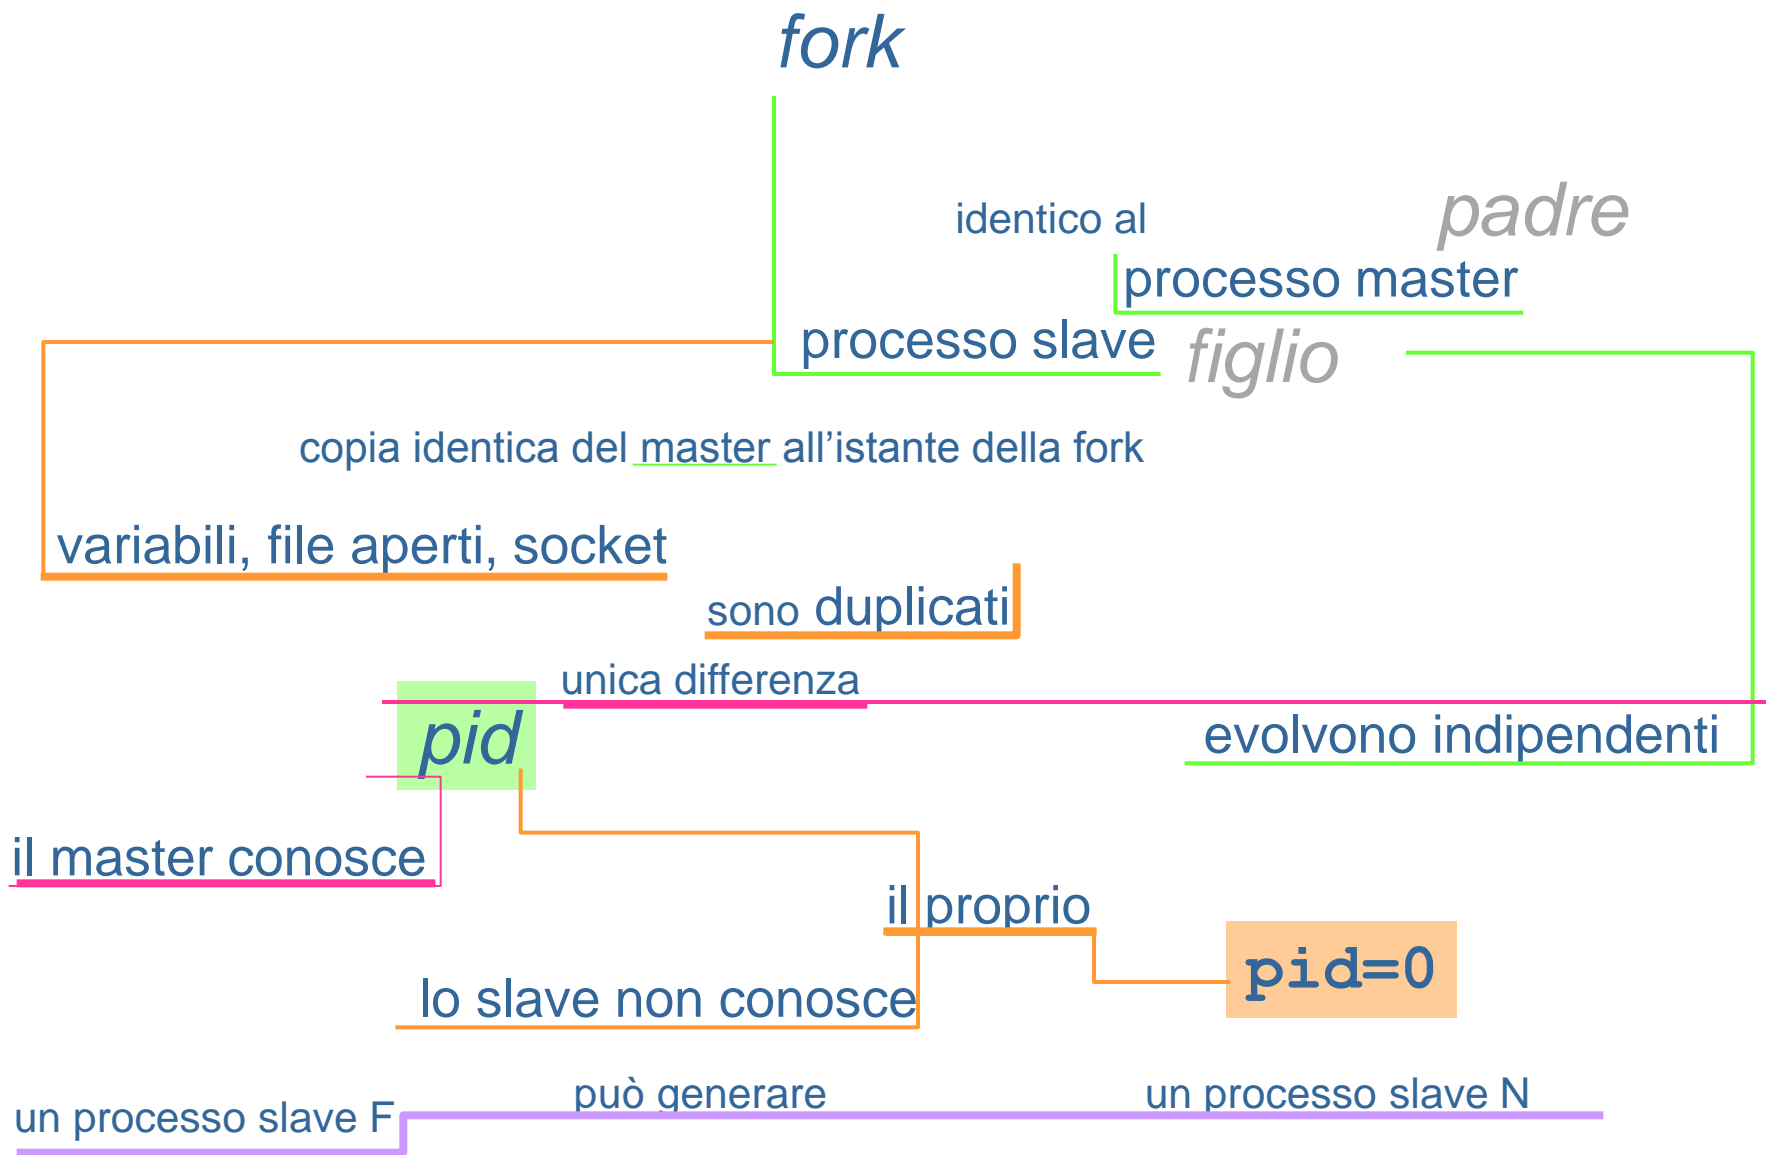 fork
identico al
padre
processo master
processo slave
figlio
copia identica del master all’istante della fork
variabili, file aperti, socket
sono duplicati
unica differenza
pid
evolvono indipendenti
il master conosce
il proprio
pid=0
lo slave non conosce
un processo slave F
può generare
un processo slave N